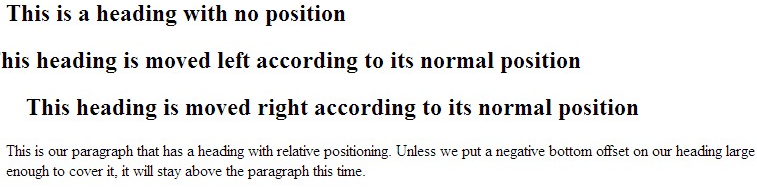 This is a heading with no position
his heading is moved left according to its normal position
This heading is moved right according to its normal position
This is our paragraph that has a heading with relative positioning. Unless we put a negative bottom offset on our heading large
enough to cover it, it will stay above the paragraph this time.